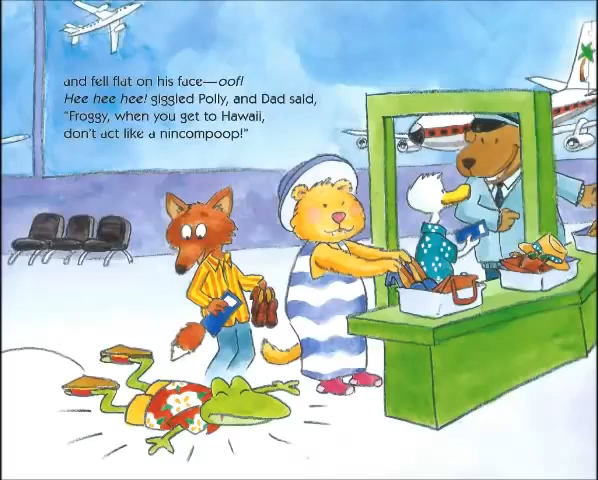 and fell flat on his face—oof!
Hee hee hee! giggled Polly, and Dad said,
"Froggy, when you get to Hawaii,
don't act like a nincompoop!"